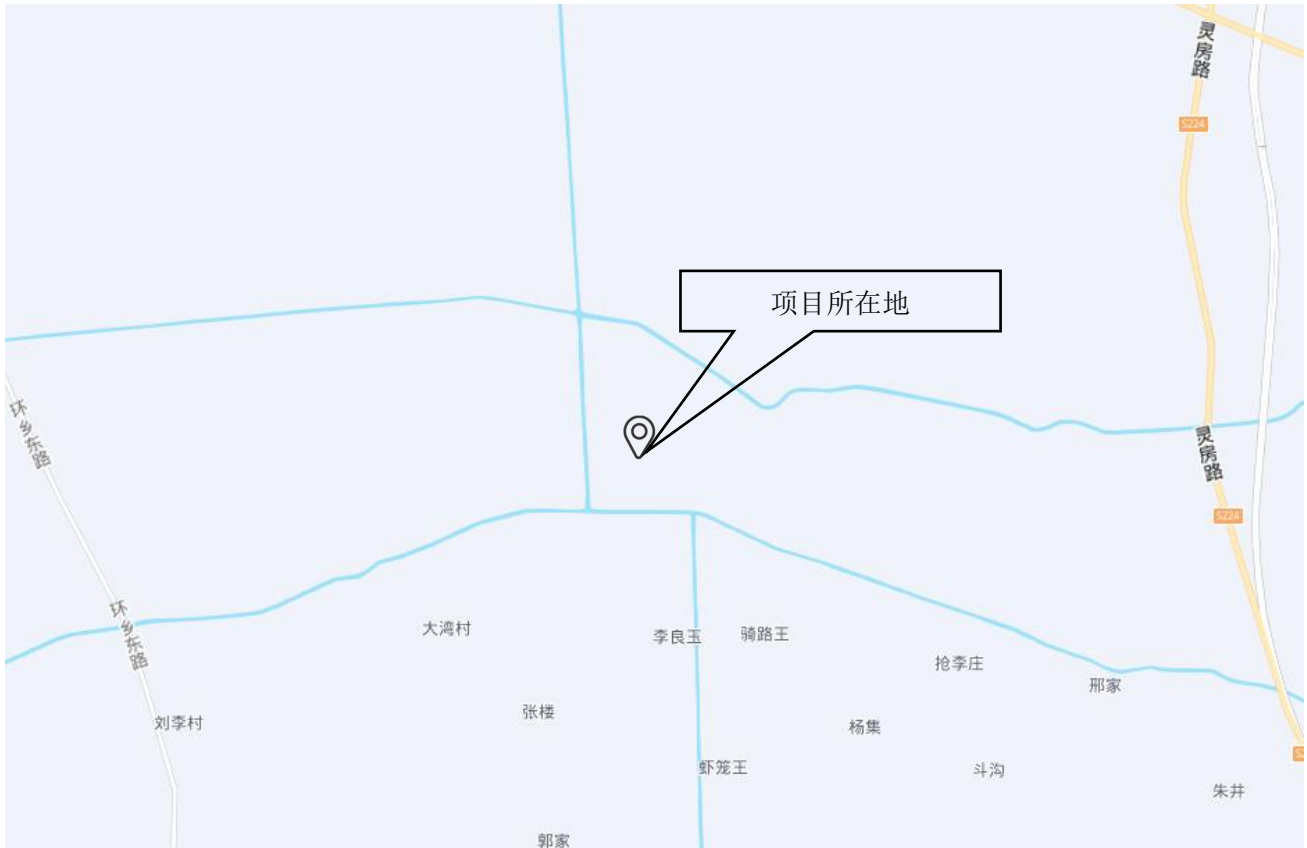 灵房路
S224
项目所在地
环乡东路
灵房路
S224
环乡东路
大湾村
李良玉
骑路王
抢李庄
邢家
刘李村
张楼
杨集
虾笼王
斗沟
朱井
郭家